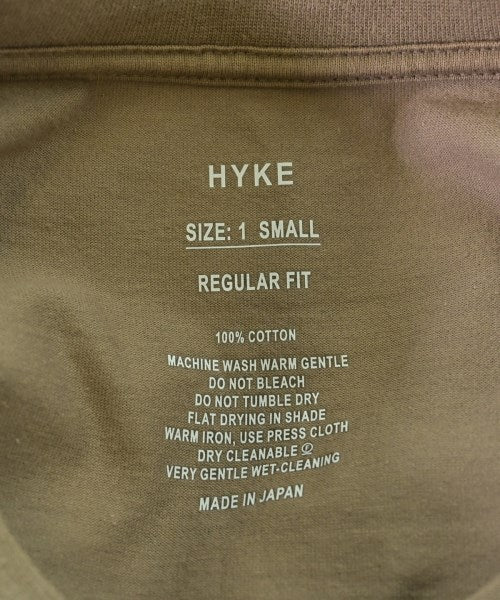 HYKE
SIZE: 1 SMALL
REGULAR FIT
100% COTTON
MACHINE WASH WARM GENTLE
DO NOT BLEACH
DO NOT TUMBLE DRY
FLAT DRYING IN SHADE
WARM IRON, USE PRESS CLOTH
DRY CLEANABLE Ⓟ
VERY GENTLE WET-CLEANING
MADE IN JAPAN